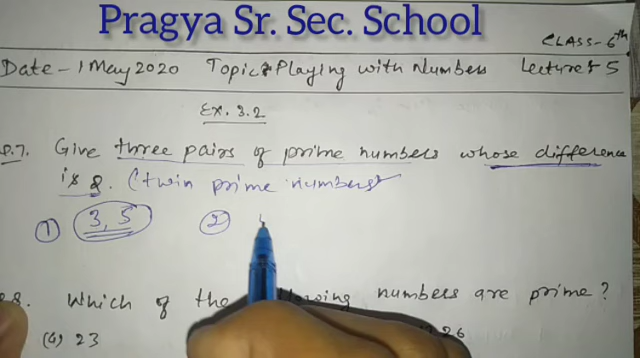 Pragya Sr. Sec. School
CLASS-6th
Date - 1 May 2020 Topic Playing with Numbers Lecture 5
Ex. 3.2
Q.7. Give three pairs of prime numbers whose difference
is 2. (twin prime numbers)
① 3, 5 ②
8. Which of the numbers are prime?
(a) 23 26